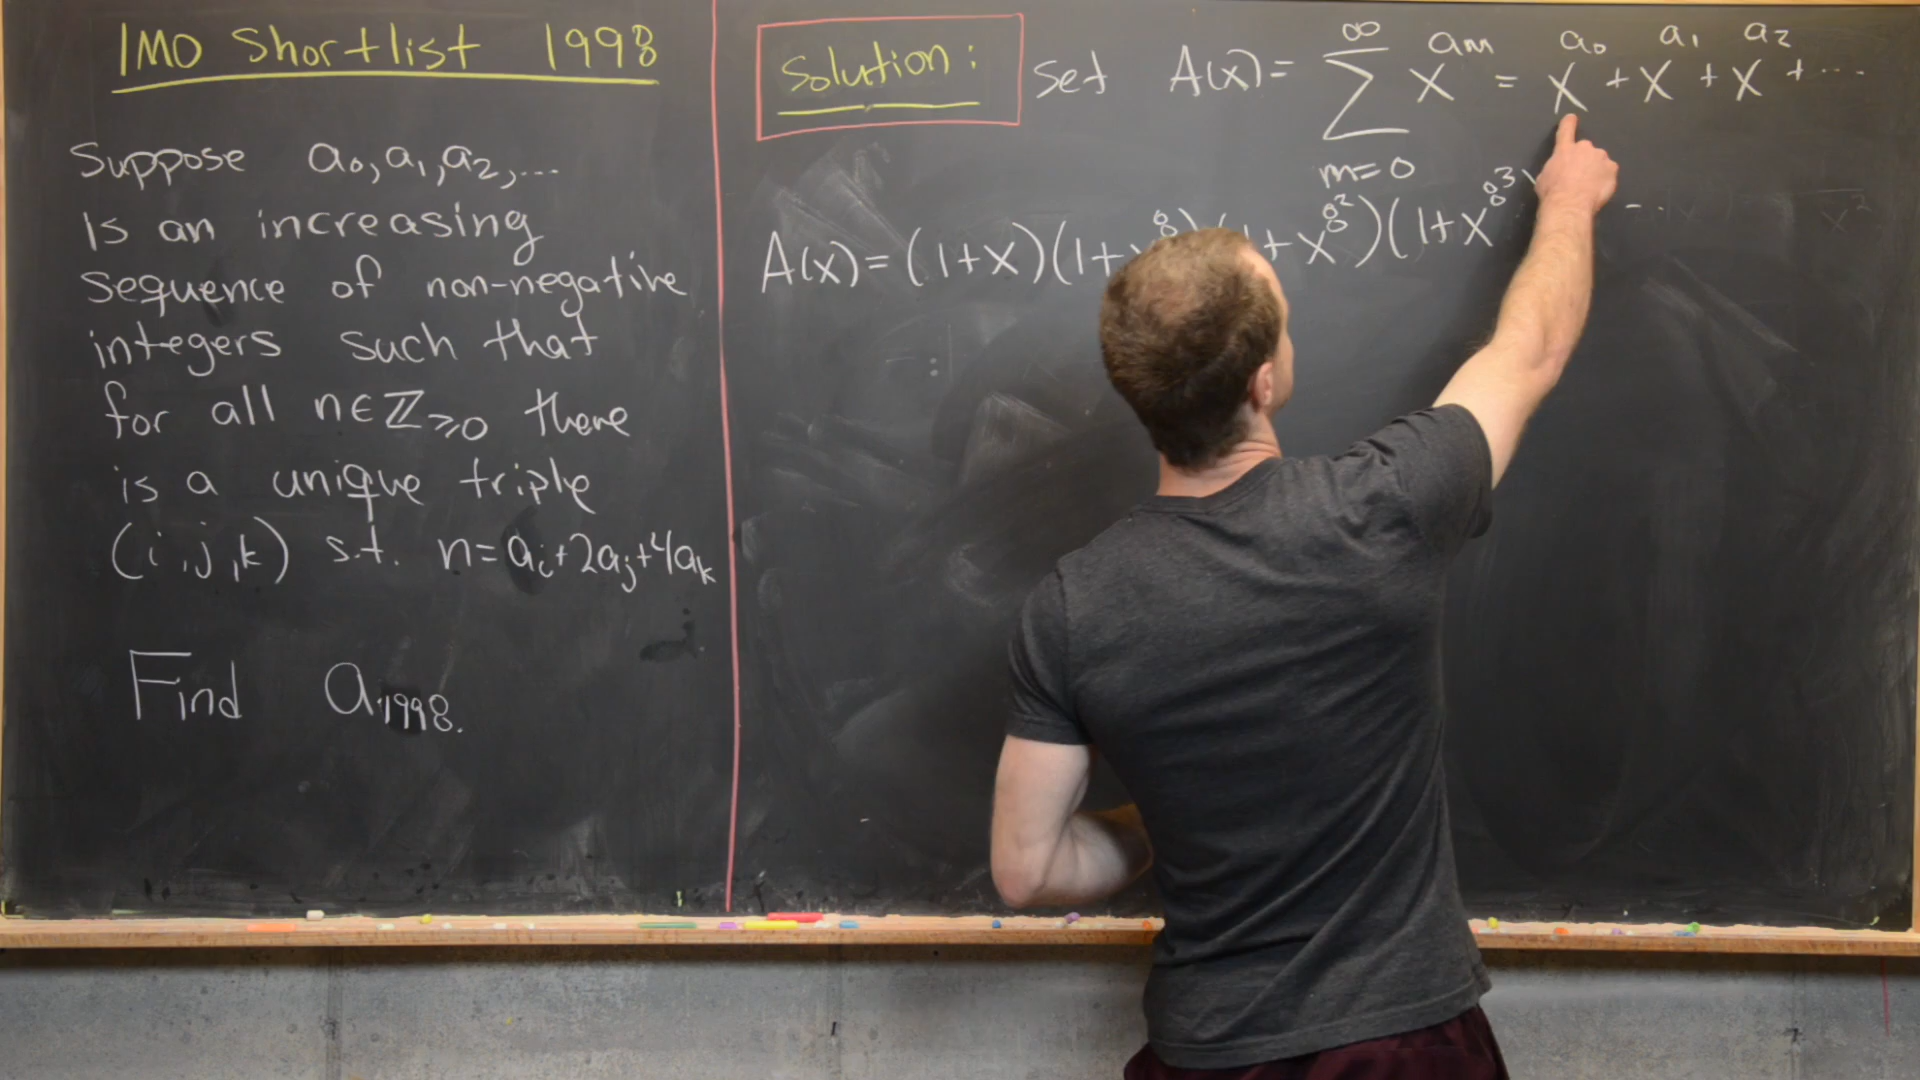 IMO Shortlist 1998
Suppose a₀, a₁, a₂, ...
is an increasing
sequence of non-negative
integers such that
for all n∈ℤ≥0 there
is a unique triple
(i, j, k) s.t. n=aᵢ+2aⱼ+4aₖ
Find a₁₉₉₈.
Solution: Set A(x)= ∑_{m=0}^{∞} x^{a_m} = x^{a₀} + x^{a₁} + x^{a₂} + ...
A(x)=(1+x)(1+ ⁸) +x^{8²})(1+x^{8³} ...